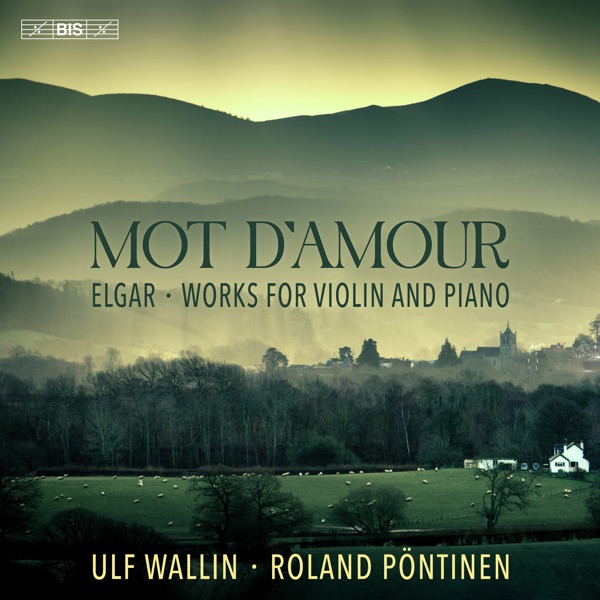 BIS
MOT D'AMOUR
ELGAR · WORKS FOR VIOLIN AND PIANO
ULF WALLIN · ROLAND PÖNTINEN